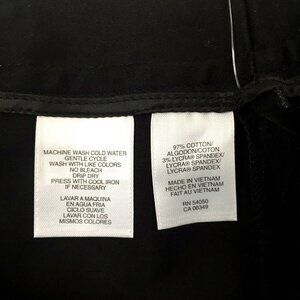 MACHINE WASH COLD WATER
GENTLE CYCLE
WASH WITH LIKE COLORS
NO BLEACH
DRIP DRY
PRESS WITH COOL IRON
IF NECESSARY
LAVAR A MAQUINA
EN AGUA FRIA
CICLO SUAVE
LAVAR CON LOS
MISMOS COLORES
97% COTTON/
ALGODON/COTON
3% LYCRA® SPANDEX/
LYCRA® SPANDEX/
LYCRA® SPANDEX
MADE IN VIETNAM
HECHO EN VIETNAM
FAIT AU VIETNAM
RN 54050
CA 06349